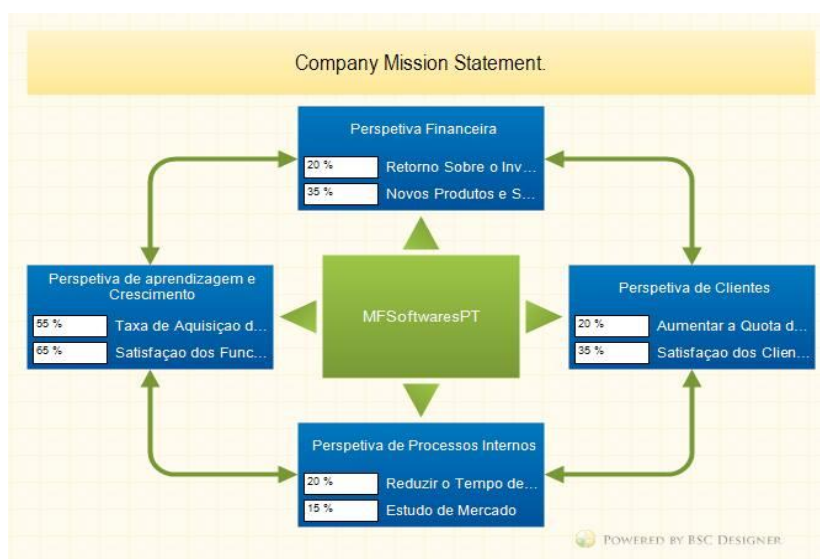 Company Mission Statement.
Perspetiva Financeira
20 % Retorno Sobre o Inv...
35 % Novos Produtos e S...
Perspetiva de aprendizagem e
Crescimento
55 % Taxa de Aquisiçao d...
65 % Satisfaçao dos Func...
MFSoftwaresPT
Perspetiva de Clientes
20 % Aumentar a Quota d...
35 % Satisfaçao dos Clien...
Perspetiva de Processos Internos
20 % Reduzir o Tempo de...
15 % Estudo de Mercado
POWERED BY BSC DESIGNER